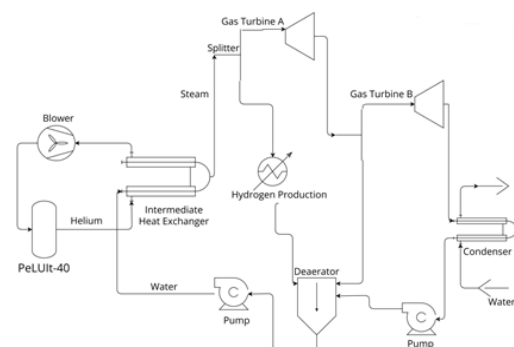 Gas Turbine A
Splitter
Steam
Gas Turbine B
Blower
Hydrogen Production
Helium
Intermediate
Heat Exchanger
PeLUIt-40
Condenser
Deaerator
Water
Water
Pump
Pump